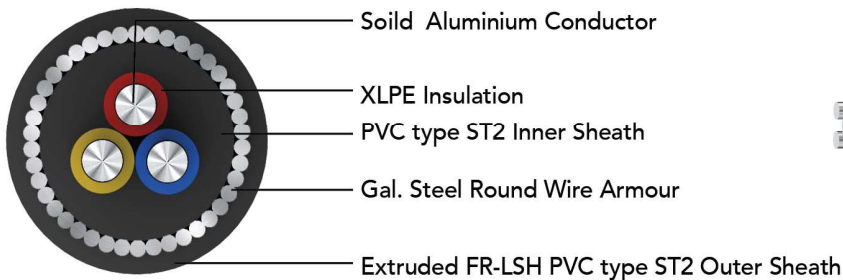 Soild Aluminium Conductor
XLPE Insulation
PVC type ST2 Inner Sheath
Gal. Steel Round Wire Armour
Extruded FR-LSH PVC type ST2 Outer Sheath